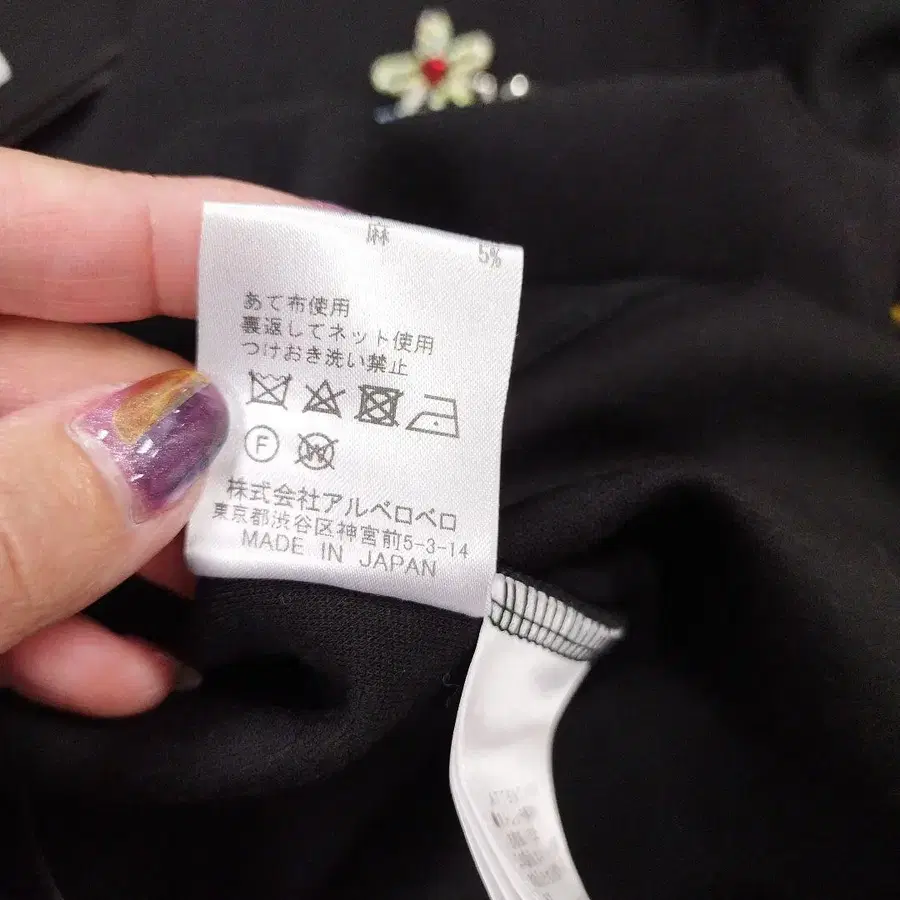 麻 5%
あて布使用
裏返してネット使用
つけおき洗い禁止
F W
株式会社アルベロベロ
東京都渋谷区神宮前5-3-14
MADE IN JAPAN